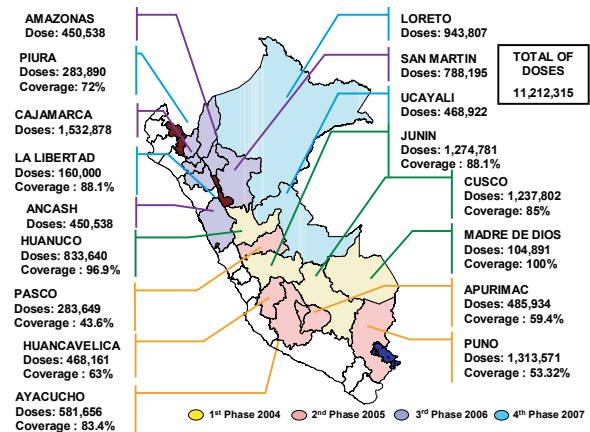 AMAZONAS
Dose: 450,538
PIURA
Doses: 283,890
Coverage: 72%
CAJAMARCA
Doses: 1,532,878
LA LIBERTAD
Doses: 160,000
Coverage : 88.1%
ANCASH
Doses: 450,538
HUANUCO
Doses: 833,640
Coverage : 96.9%
PASCO
Doses: 283,649
Coverage : 43.6%
HUANCAVELICA
Doses: 468,161
Coverage : 63%
AYACUCHO
Doses: 581,656
Coverage : 83.4%
LORETO
Doses: 943,807
SAN MARTIN
Doses: 788,195
UCAYALI
Doses: 468,922
JUNIN
Doses : 1,274,781
Coverage : 88.1%
CUSCO
Doses: 1,237,802
Coverage: 85%
MADRE DE DIOS
Doses: 104,891
Coverage: 100%
APURIMAC
Doses: 485,934
Coverage : 59.4%
PUNO
Doses: 1,313,571
Coverage: 53.32%
TOTAL OF
DOSES
11,212,315
1st Phase 2004 2nd Phase 2005 3rd Phase 2006 4th Phase 2007